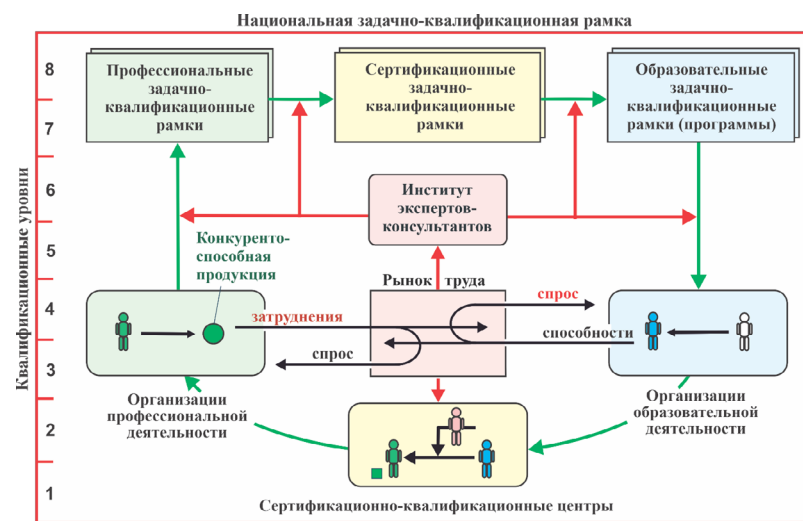 Национальная задачно-квалификационная рамка
Квалификационные уровни
8
7
6
5
4
3
2
1
Профессиональные
задачно-
квалификационные
рамки
Сертификационные
задачно-
квалификационные
рамки
Образовательные
задачно-
квалификационные
рамки (программы)
Институт
экспертов-
консультантов
Конкуренто-
способная
продукция
Рынок труда
затруднения
спрос
спрос
способности
Организации
профессиональной
деятельности
Организации
образовательной
деятельности
Сертификационно-квалификационные центры